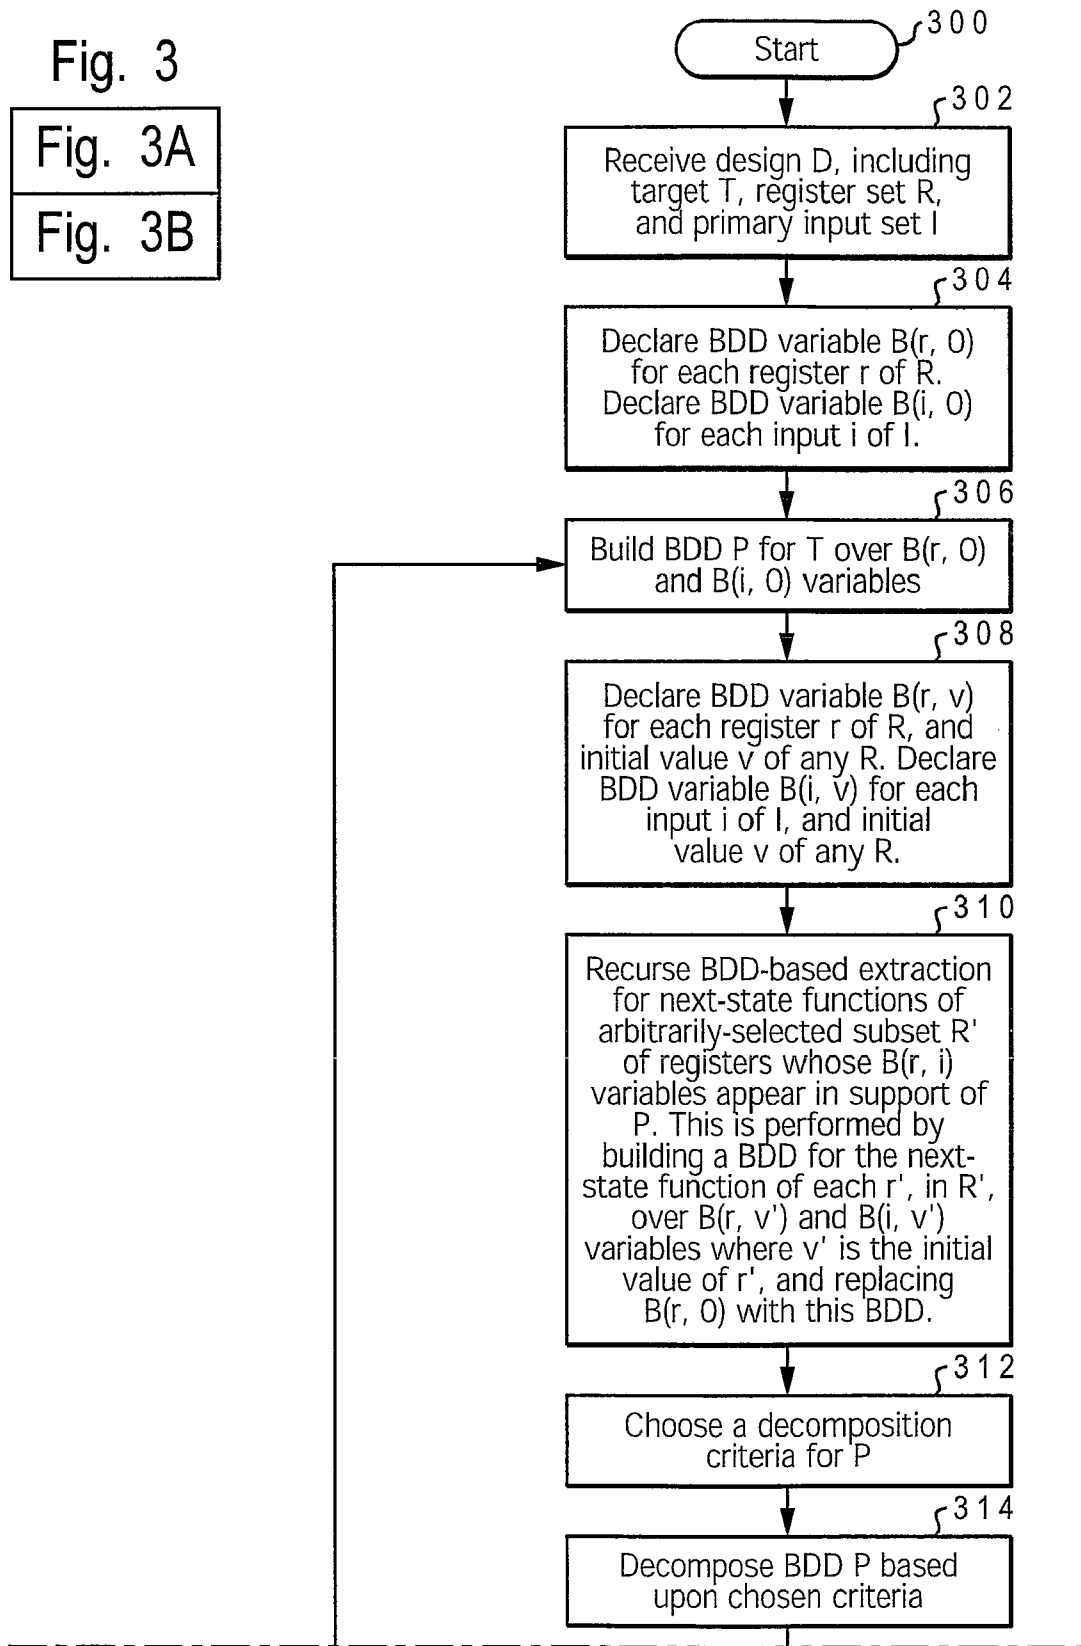 Fig. 3
Fig. 3A
Fig. 3B
Start
300
302
Receive design D, including
target T, register set R,
and primary input set I
304
Declare BDD variable B(r, 0)
for each register r of R.
Declare BDD variable B(i, 0)
for each input i of I.
306
Build BDD P for T over B(r, 0)
and B(i, 0) variables
308
Declare BDD variable B(r, v)
for each register r of R, and
initial value v of any R. Declare
BDD variable B(i, v) for each
input i of I, and initial
value v of any R.
310
Recurse BDD-based extraction
for next-state functions of
arbitrarily-selected subset R'
of registers whose B(r, i)
variables appear in support of
P. This is performed by
building a BDD for the next-
state function of each r', in R',
over B(r, v') and B(i, v')
variables where v' is the initial
value of r', and replacing
B(r, 0) with this BDD.
312
Choose a decomposition
criteria for P
314
Decompose BDD P based
upon chosen criteria